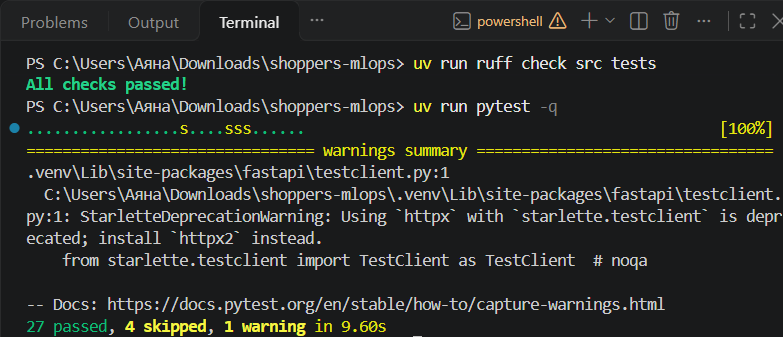 Problems Output Terminal ··· powershell
PS C:\Users\Аяна\Downloads\shoppers-mlops> uv run ruff check src tests
All checks passed!
PS C:\Users\Аяна\Downloads\shoppers-mlops> uv run pytest -q
.................s....sss...... [100%]
================================ warnings summary =================================
.venv\Lib\site-packages\fastapi\testclient.py:1
C:\Users\Аяна\Downloads\shoppers-mlops\.venv\Lib\site-packages\fastapi\testclient.
py:1: StarletteDeprecationWarning: Using `httpx` with `starlette.testclient` is depr
ecated; install `httpx2` instead.
from starlette.testclient import TestClient as TestClient # noqa
-- Docs: https://docs.pytest.org/en/stable/how-to/capture-warnings.html
27 passed, 4 skipped, 1 warning in 9.60s